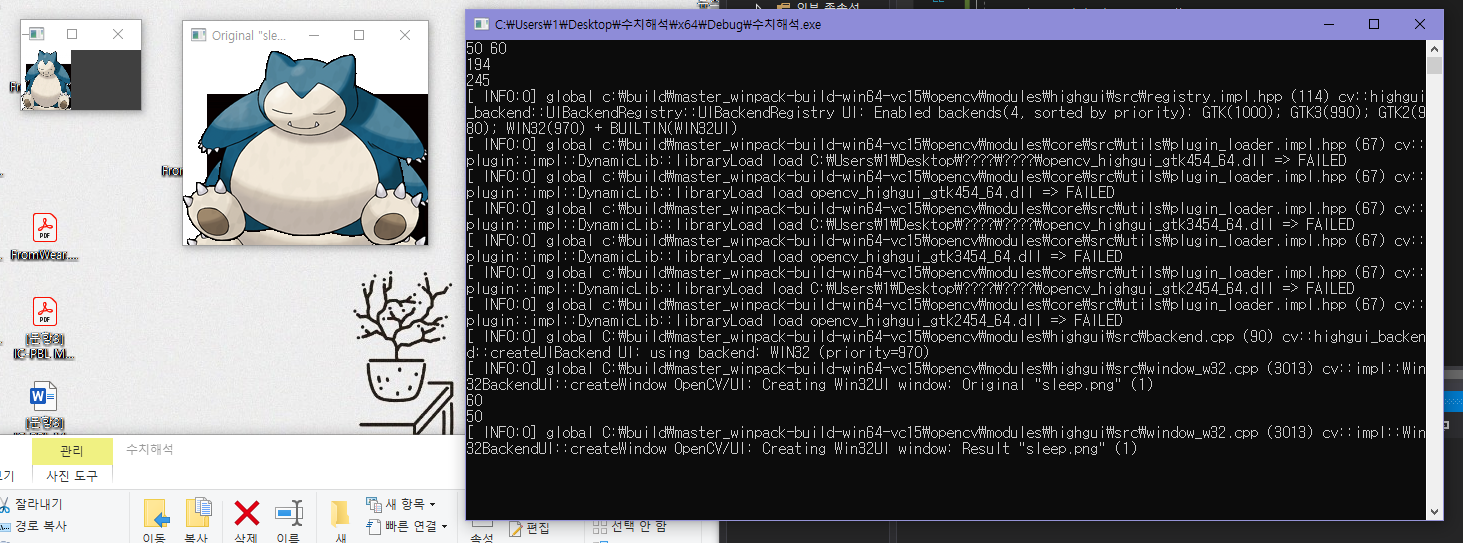 외부 종속성
Original "sle...
C:₩Users₩1₩Desktop₩수치해석₩x64₩Debug₩수치해석.exe
50 60
194
245
[ INFO:0] global c:₩build₩master_winpack-build-win64-vc15₩opencv₩modules₩highgui₩src₩registry.impl.hpp (114) cv::highgui
_backend::UIBackendRegistry::UIBackendRegistry UI: Enabled backends(4, sorted by priority): GTK(1000); GTK3(990); GTK2(9
80); WIN32(970) + BUILTIN(WIN32UI)
[ INFO:0] global c:₩build₩master_winpack-build-win64-vc15₩opencv₩modules₩core₩src₩utils₩plugin_loader.impl.hpp (67) cv::
plugin::impl::DynamicLib::libraryLoad load C:₩Users₩1₩Desktop₩????₩????₩opencv_highgui_gtk454_64.dll => FAILED
[ INFO:0] global c:₩build₩master_winpack-build-win64-vc15₩opencv₩modules₩core₩src₩utils₩plugin_loader.impl.hpp (67) cv::
plugin::impl::DynamicLib::libraryLoad load opencv_highgui_gtk454_64.dll => FAILED
[ INFO:0] global c:₩build₩master_winpack-build-win64-vc15₩opencv₩modules₩core₩src₩utils₩plugin_loader.impl.hpp (67) cv::
plugin::impl::DynamicLib::libraryLoad load C:₩Users₩1₩Desktop₩????₩????₩opencv_highgui_gtk3454_64.dll => FAILED
[ INFO:0] global c:₩build₩master_winpack-build-win64-vc15₩opencv₩modules₩core₩src₩utils₩plugin_loader.impl.hpp (67) cv::
plugin::impl::DynamicLib::libraryLoad load opencv_highgui_gtk3454_64.dll => FAILED
[ INFO:0] global c:₩build₩master_winpack-build-win64-vc15₩opencv₩modules₩core₩src₩utils₩plugin_loader.impl.hpp (67) cv::
plugin::impl::DynamicLib::libraryLoad load C:₩Users₩1₩Desktop₩????₩????₩opencv_highgui_gtk2454_64.dll => FAILED
[ INFO:0] global c:₩build₩master_winpack-build-win64-vc15₩opencv₩modules₩core₩src₩utils₩plugin_loader.impl.hpp (67) cv::
plugin::impl::DynamicLib::libraryLoad load opencv_highgui_gtk2454_64.dll => FAILED
[ INFO:0] global C:₩build₩master_winpack-build-win64-vc15₩opencv₩modules₩highgui₩src₩backend.cpp (90) cv::highgui_backen
d::createUIBackend UI: using backend: WIN32 (priority=970)
[ INFO:0] global C:₩build₩master_winpack-build-win64-vc15₩opencv₩modules₩highgui₩src₩window_w32.cpp (3013) cv::impl::Win
32BackendUI::createWindow OpenCV/UI: Creating Win32UI window: Original "sleep.png" (1)
60
50
[ INFO:0] global C:₩build₩master_winpack-build-win64-vc15₩opencv₩modules₩highgui₩src₩window_w32.cpp (3013) cv::impl::Win
32BackendUI::createWindow OpenCV/UI: Creating Win32UI window: Result "sleep.png" (1)
PDF
FromWear....
PDF
IC-PBL M...
W
관리
수치해석
사진 도구
잘라내기
경로 복사
이동
복사
삭제
이름
새
새 항목
빠른 연결
속성
편집
선택 안 함